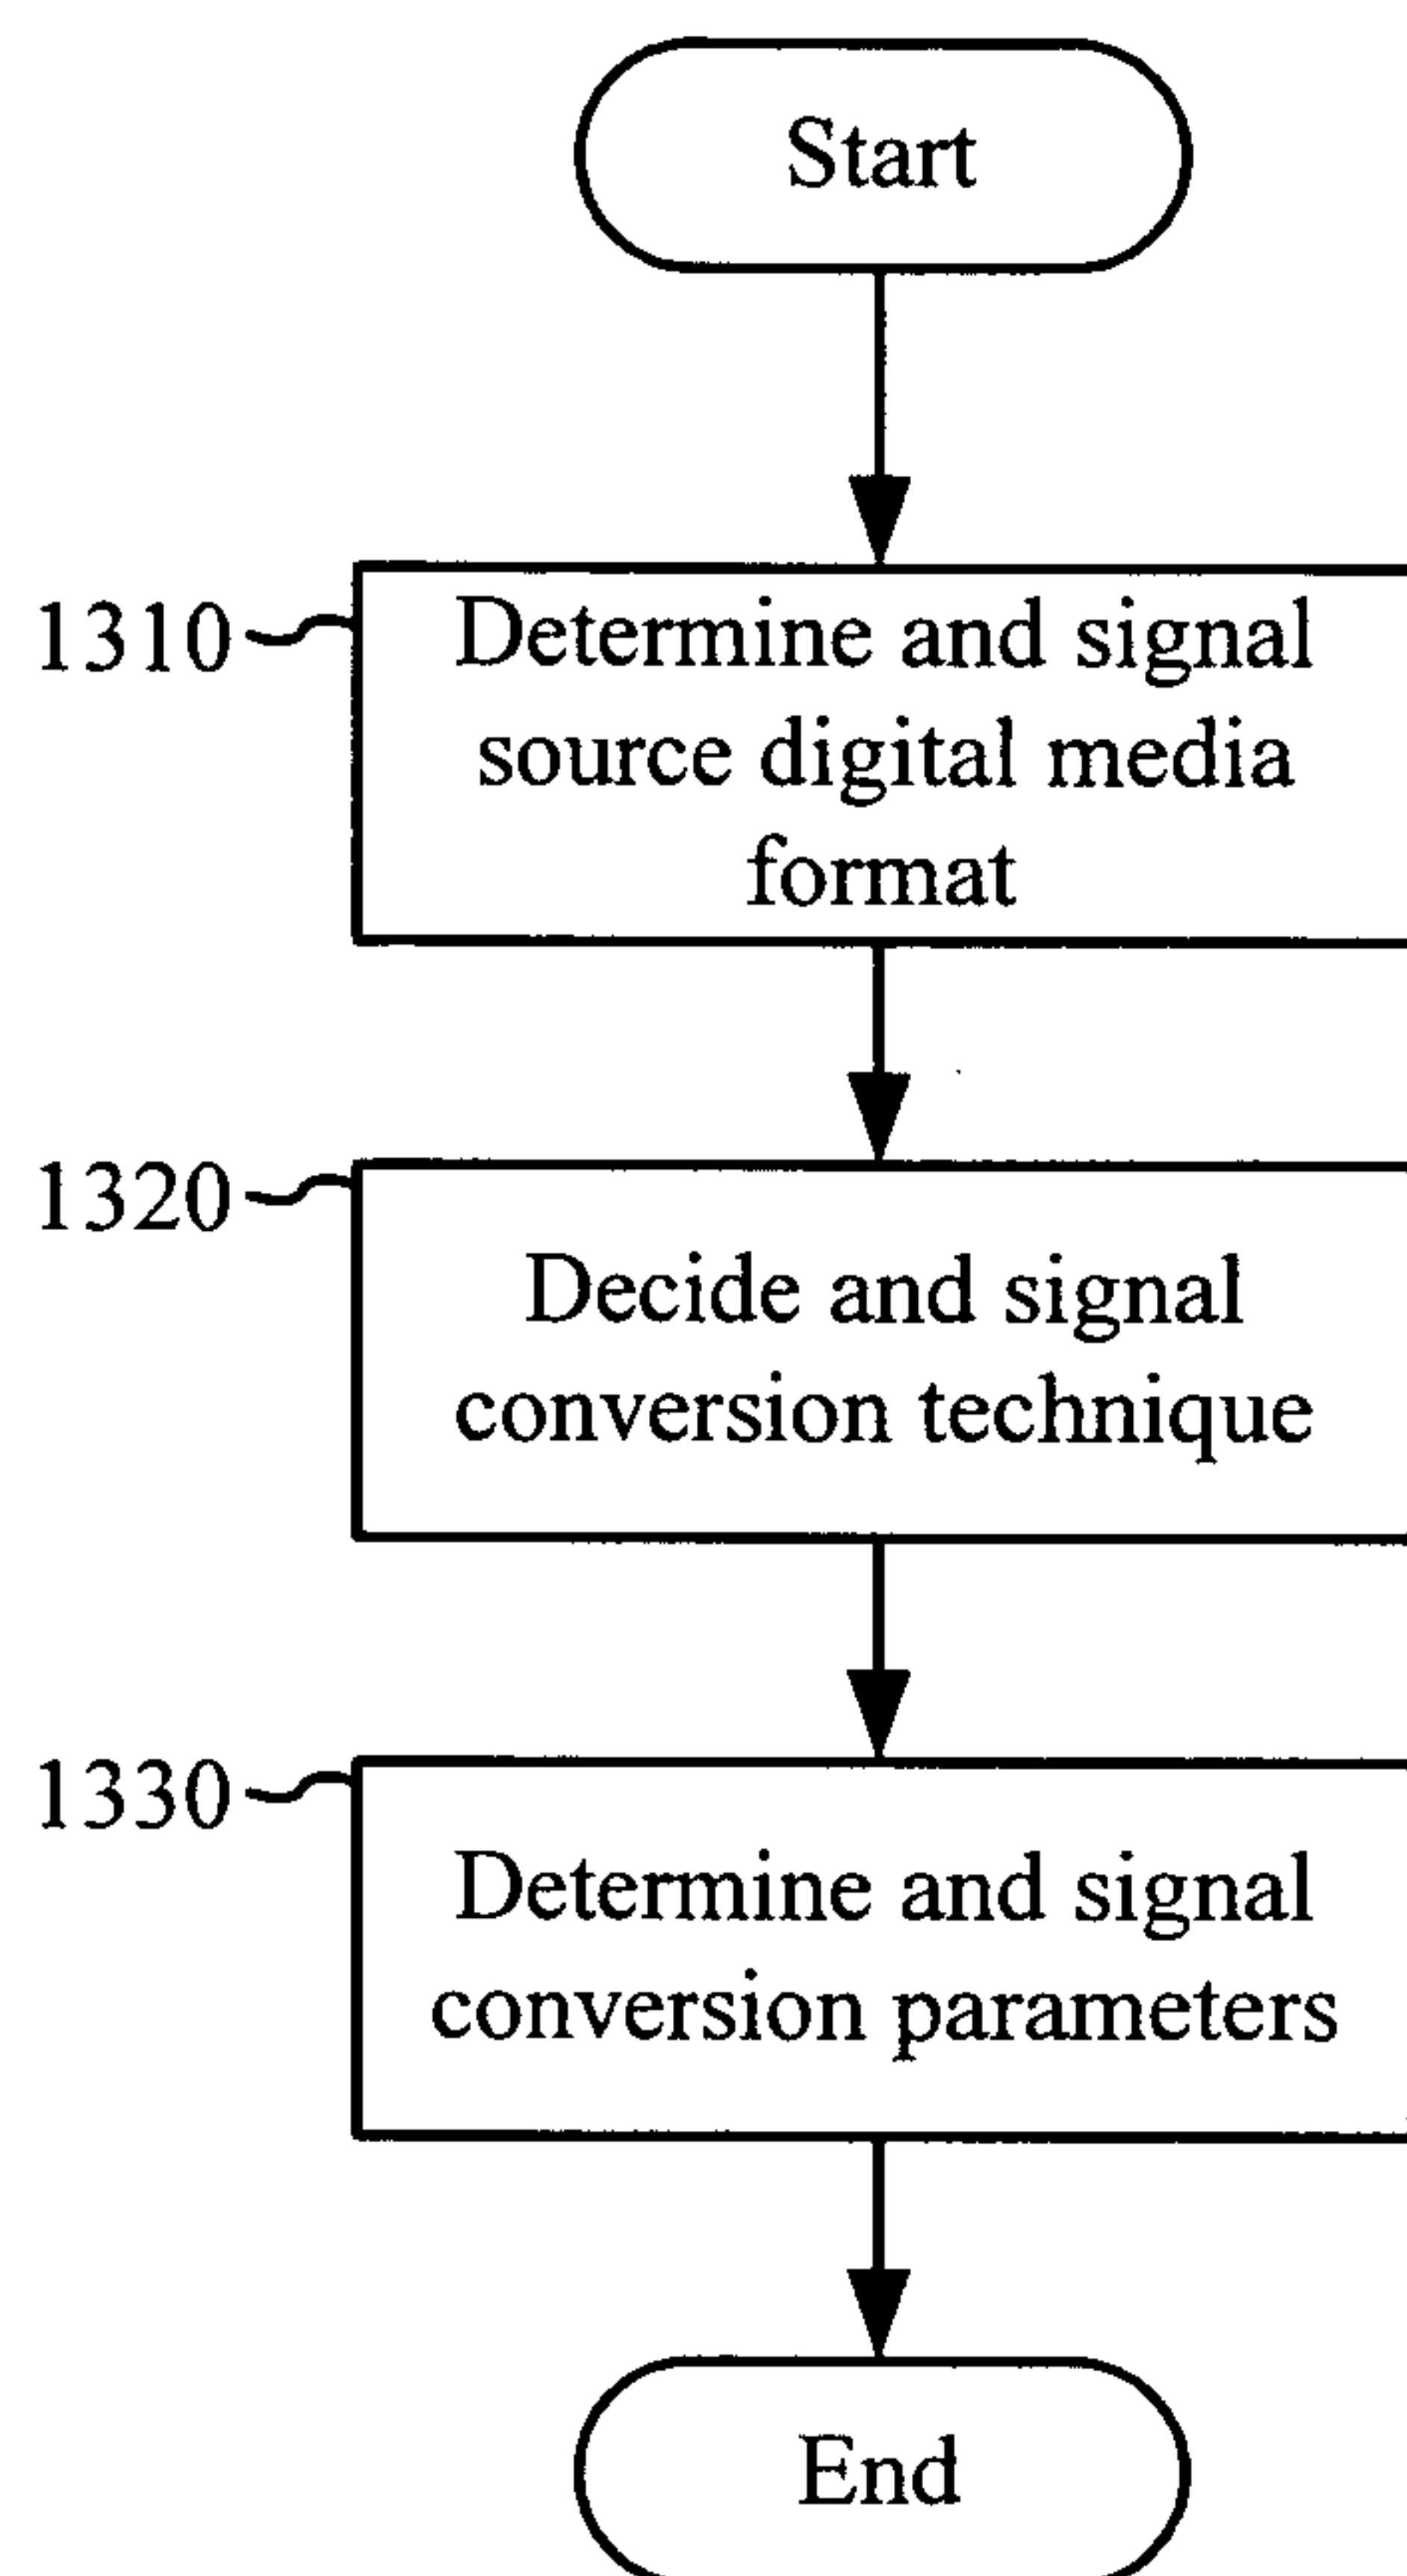 Start
1310
Determine and signal
source digital media
format
1320
Decide and signal
conversion technique
1330
Determine and signal
conversion parameters
End